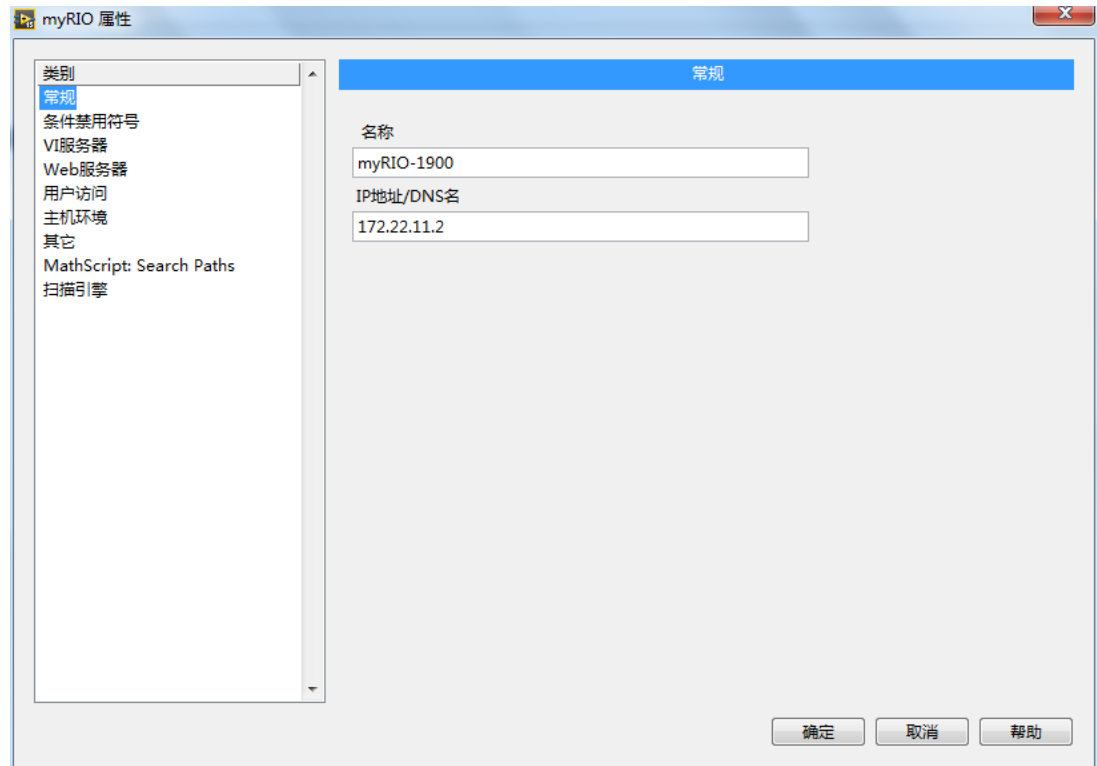 myRIO 属性
类别
常规
条件禁用符号
VI服务器
Web服务器
用户访问
主机环境
其它
MathScript: Search Paths
扫描引擎
常规
名称
myRIO-1900
IP地址/DNS名
172.22.11.2
确定 取消 帮助